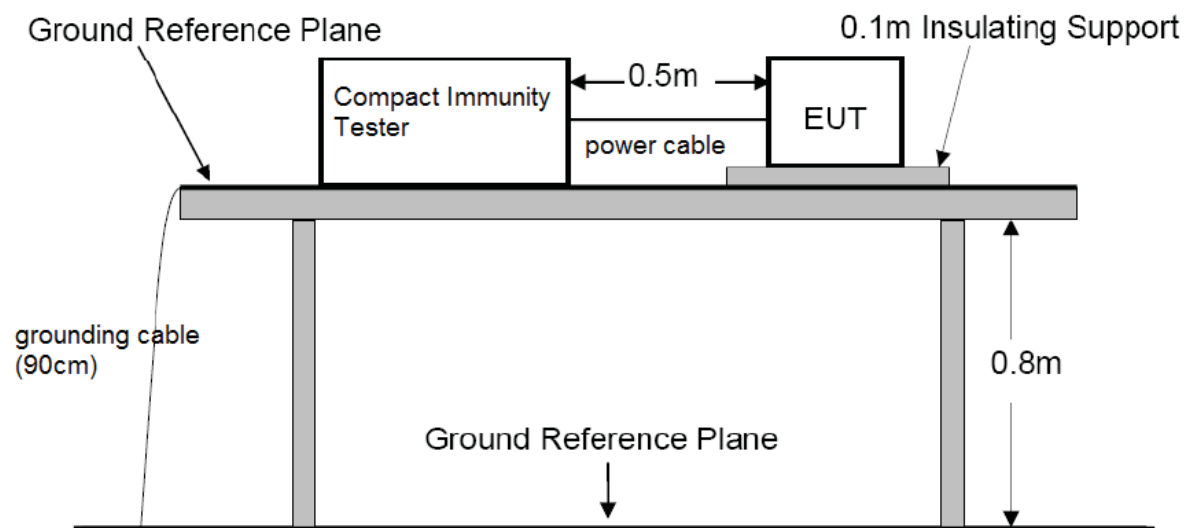 Ground Reference Plane
0.1m Insulating Support
Compact Immunity
Tester
0.5m
EUT
power cable
grounding cable
(90cm)
0.8m
Ground Reference Plane